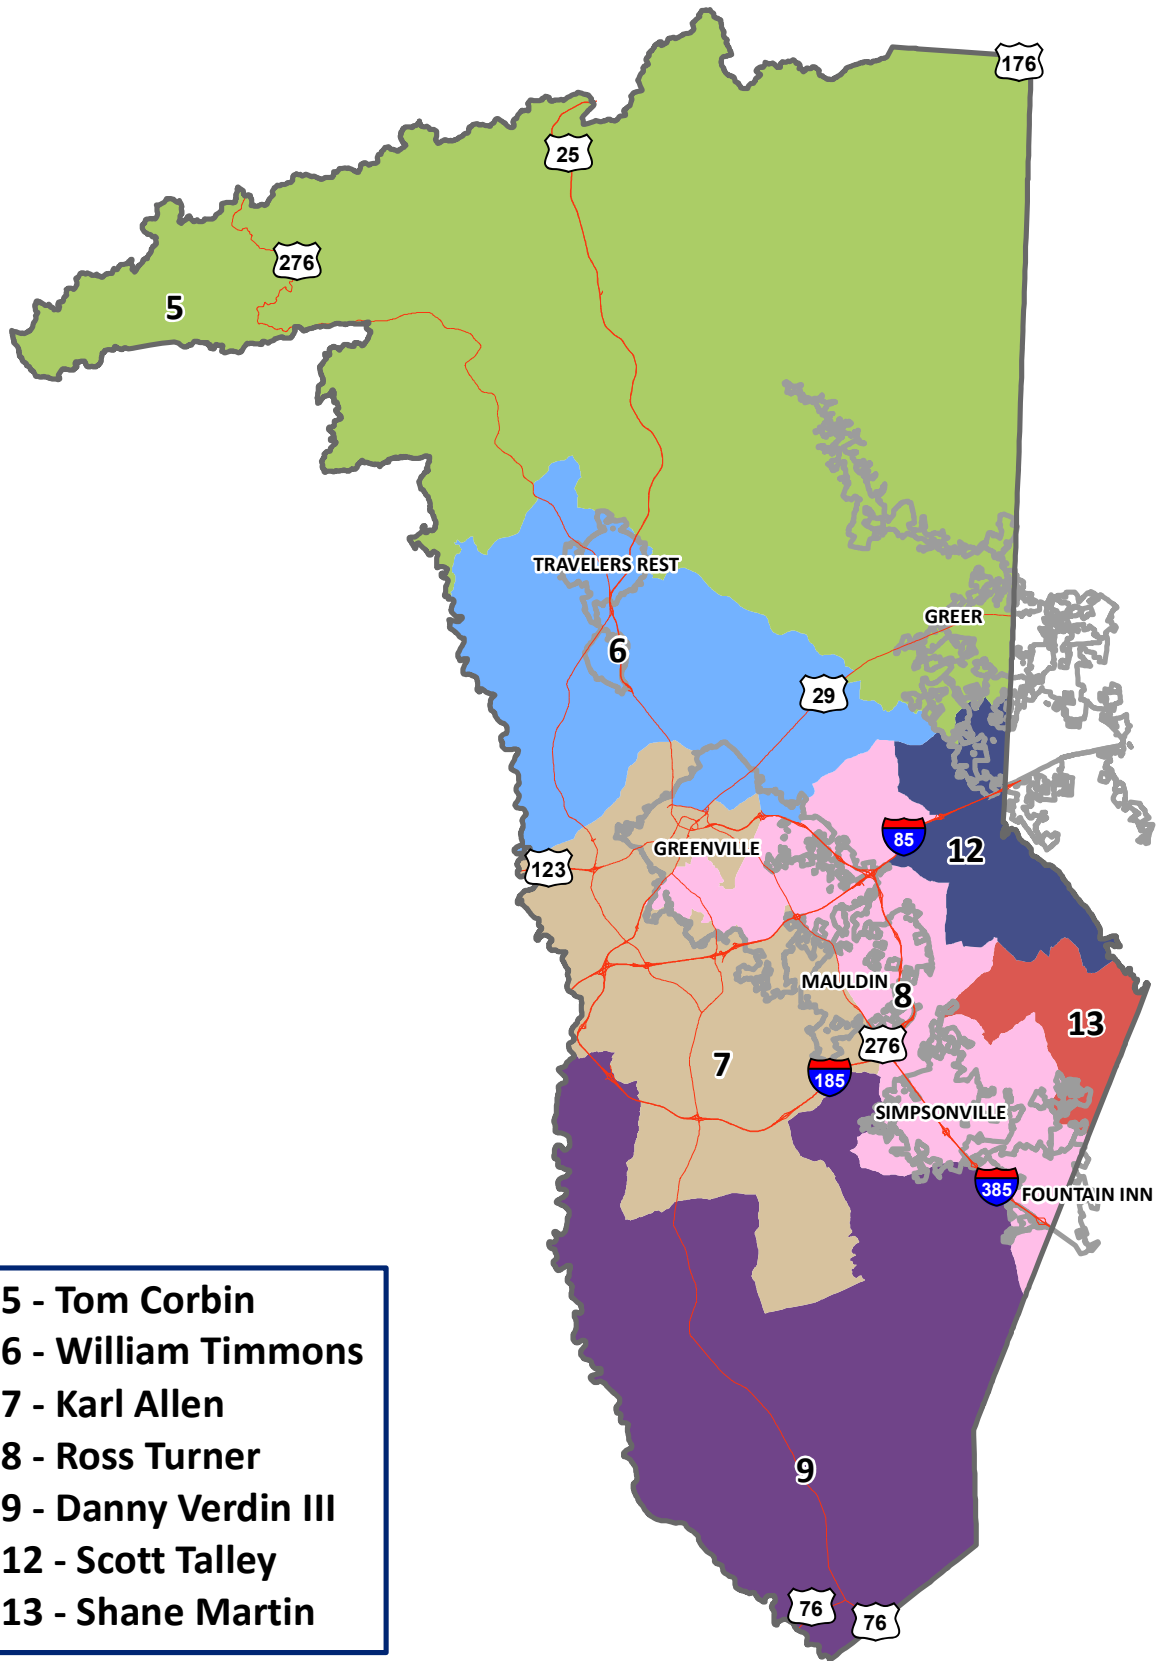 176
25
276
5
TRAVELERS REST
GREER
6
29
GREENVILLE
85
12
123
MAULDIN
8
13
276
7
185
SIMPSONVILLE
385
FOUNTAIN INN
5 - Tom Corbin
6 - William Timmons
7 - Karl Allen
8 - Ross Turner
9 - Danny Verdin III
12 - Scott Talley
13 - Shane Martin
9
76
76